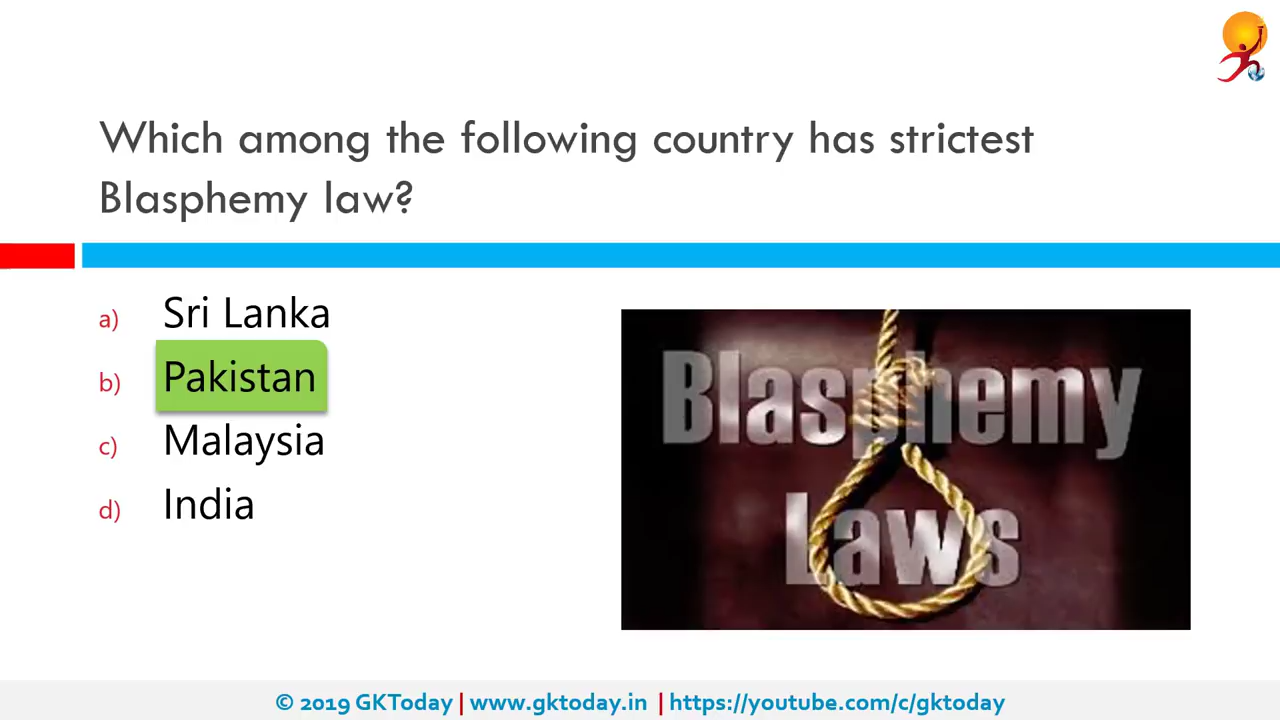 Which among the following country has strictest
Blasphemy law?
a) Sri Lanka
b) Pakistan
c) Malaysia
d) India
Blasphemy
Laws
© 2019 GKToday | www.gktoday.in | https://youtube.com/c/gktoday